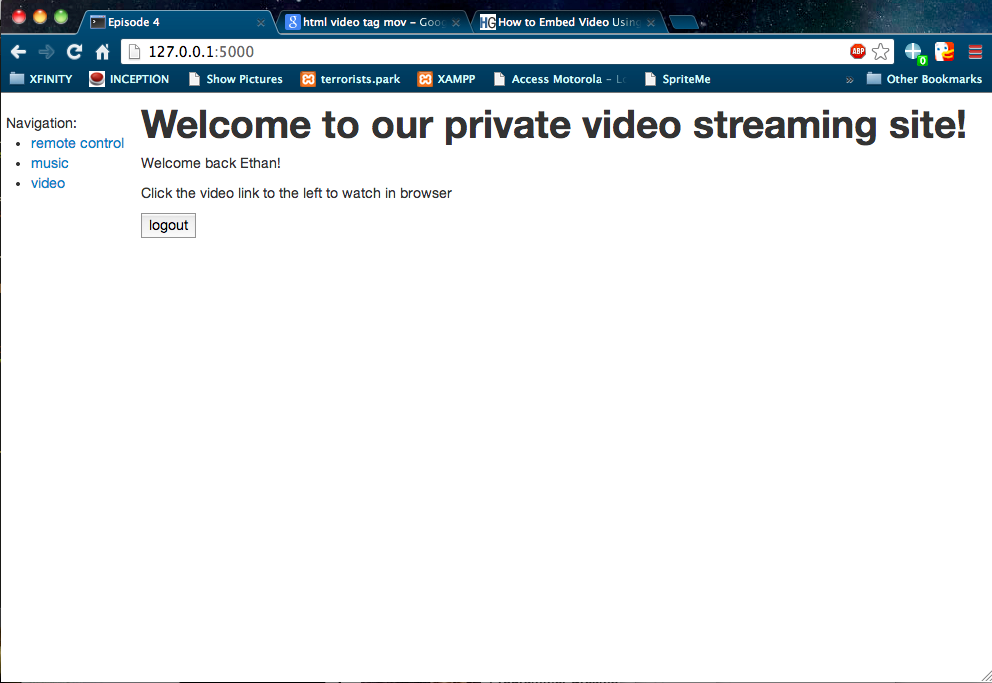 Episode 4
html video tag mov – Goo
How to Embed Video Using
127.0.0.1:5000
ABP
0
XFINITY
INCEPTION
Show Pictures
terrorists.park
XAMPP
Access Motorola – Lo
SpriteMe
»
Other Bookmarks
Navigation:
• remote control
• music
• video
Welcome to our private video streaming site!
Welcome back Ethan!
Click the video link to the left to watch in browser
logout